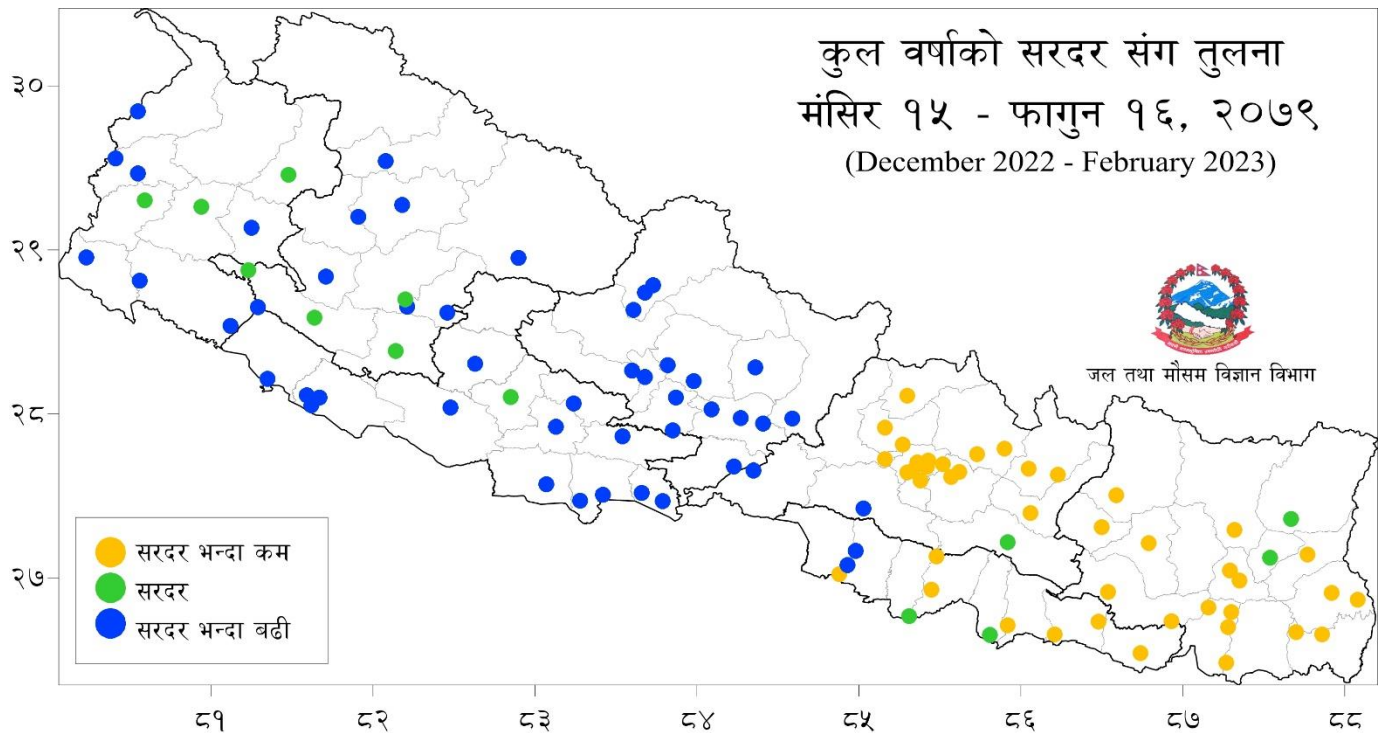 कुल वर्षाको सरदर संग तुलना
मंसिर १५ - फागुन १६, २०७९
(December 2022 - February 2023)
जल तथा मौसम विज्ञान विभाग
३०
२९
२८
२७
सरदर भन्दा कम
सरदर
सरदर भन्दा बढी
८१
८२
८३
८४
८५
८६
८७
८८